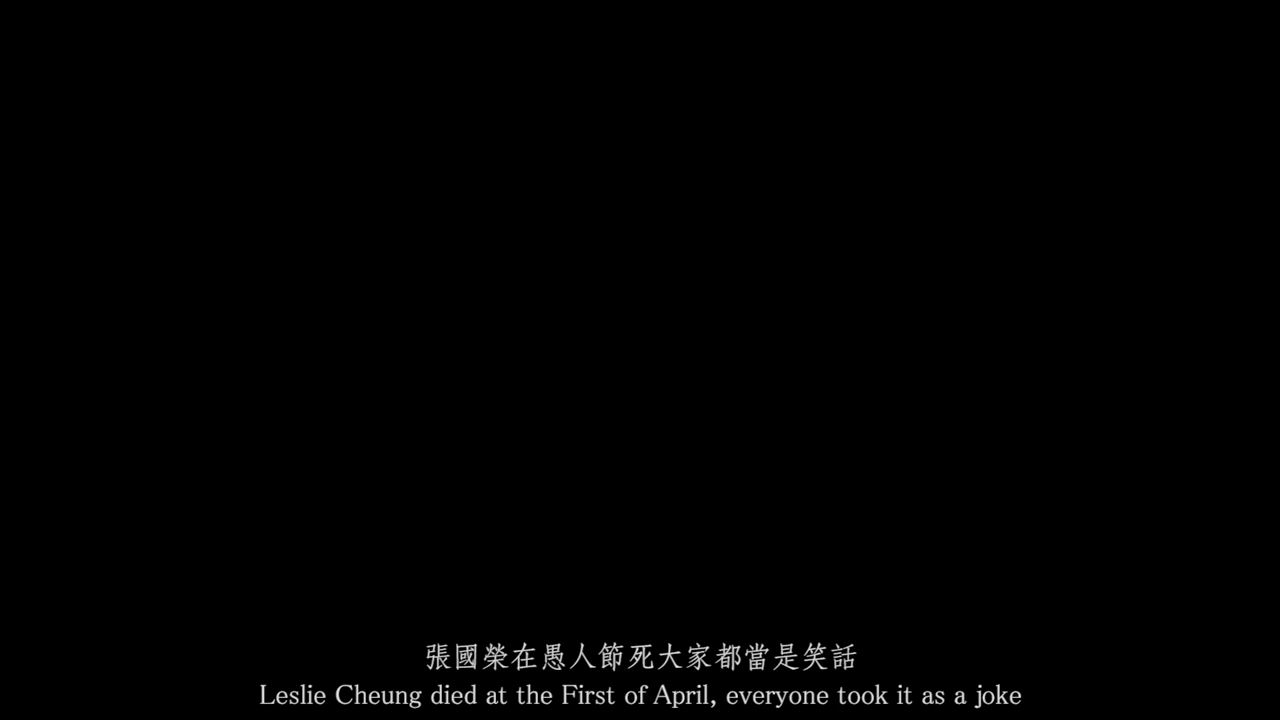 張國榮在愚人節死大家都當是笑話
Leslie Cheung died at the First of April, everyone took it as a joke